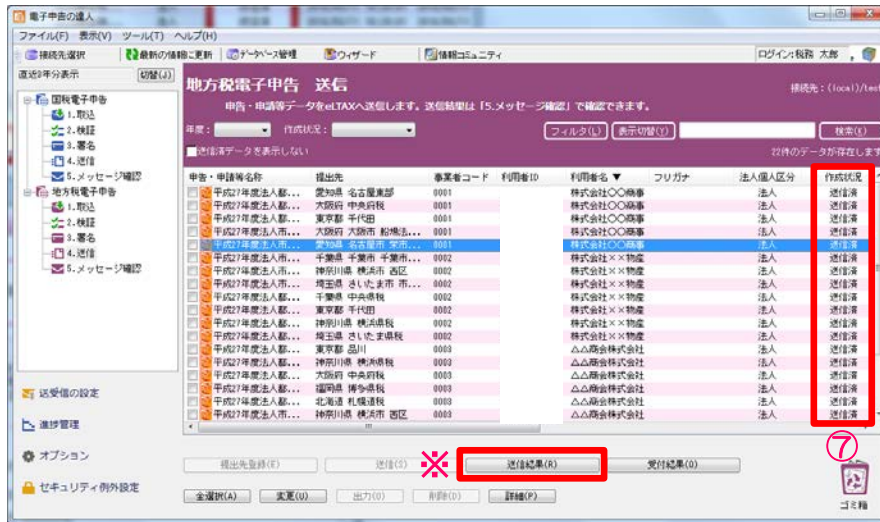 電子申告の達人
ファイル(F) 表示(V) ツール(T) ヘルプ(H)
接続先選択 最新の情報に更新 データベース管理 ウィザード 情報コミュニティ ログイン:税務 太郎 ,
直近2年分表示 切替(J)
国税電子申告
1.取込
2.検証
3.署名
4.送信
5.メッセージ確認
地方税電子申告
1.取込
2.検証
3.署名
4.送信
5.メッセージ確認
送受信の設定
進捗管理
オプション
セキュリティ例外設定
地方税電子申告 送信
接続先:(local)/test
申告・申請等データをeLTAXへ送信します。送信結果は「5.メッセージ確認」で確認できます。
年度: 作成状況: フィルタ(L) 表示切替(Y) 検索(K)
送信済データを表示しない 22件のデータが存在します
申告・申請等名称 提出先 事業者コード 利用者ID 利用者名 ▼ フリガナ 法人個人区分 作成状況
平成27年度法人都... 愛知県 名古屋東部 0001 株式会社○○商事 法人 送信済
平成27年度法人都... 大阪府 中央府税 0001 株式会社○○商事 法人 送信済
平成27年度法人都... 東京都 千代田 0001 株式会社○○商事 法人 送信済
平成27年度法人市... 大阪府 大阪市 船場法... 0001 株式会社○○商事 法人 送信済
平成27年度法人市... 愛知県 名古屋市 栄市... 0001 株式会社○○商事 法人 送信済
平成27年度法人市... 千葉県 千葉市 千葉市... 0002 株式会社××物産 法人 送信済
平成27年度法人市... 神奈川県 横浜市 西区 0002 株式会社××物産 法人 送信済
平成27年度法人市... 埼玉県 さいたま市 市... 0002 株式会社××物産 法人 送信済
平成27年度法人都... 千葉県 中央県税 0002 株式会社××物産 法人 送信済
平成27年度法人都... 東京都 千代田 0002 株式会社××物産 法人 送信済
平成27年度法人都... 神奈川県 横浜県税 0002 株式会社××物産 法人 送信済
平成27年度法人都... 埼玉県 さいたま県税 0002 株式会社××物産 法人 送信済
平成27年度法人都... 東京都 品川 0003 △△商会株式会社 法人 送信済
平成27年度法人都... 神奈川県 横浜県税 0003 △△商会株式会社 法人 送信済
平成27年度法人都... 大阪府 中央府税 0003 △△商会株式会社 法人 送信済
平成27年度法人都... 福岡県 博多県税 0003 △△商会株式会社 法人 送信済
平成27年度法人都... 北海道 札幌道税 0003 △△商会株式会社 法人 送信済
平成27年度法人市... 神奈川県 横浜市 西区 0003 △△商会株式会社 法人 送信済
⑦
提出先登録(E) 送信(S) ※ 送信結果(R) 受付結果(O)
全選択(A) 変更(U) 出力(O) 削除(D) 詳細(P)
ゴミ箱